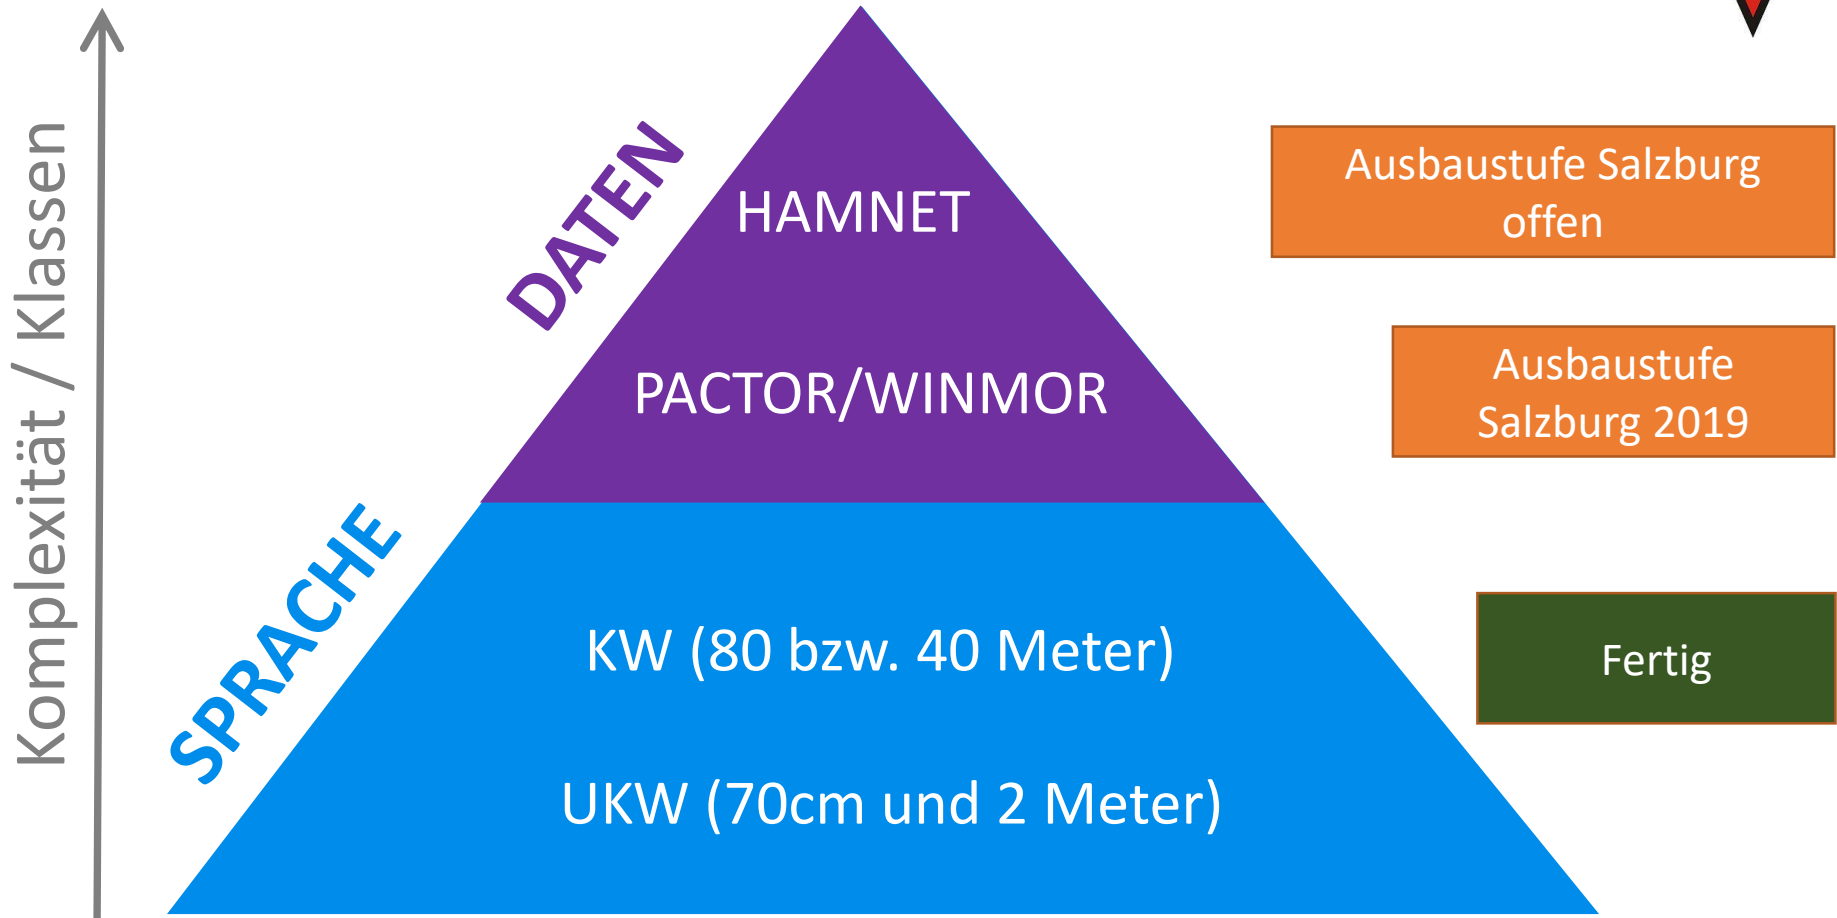 Komplexität / Klassen
DATEN
HAMNET
PACTOR/WINMOR
SPRACHE
KW (80 bzw. 40 Meter)
UKW (70cm und 2 Meter)
Ausbaustufe Salzburg
offen
Ausbaustufe
Salzburg 2019
Fertig